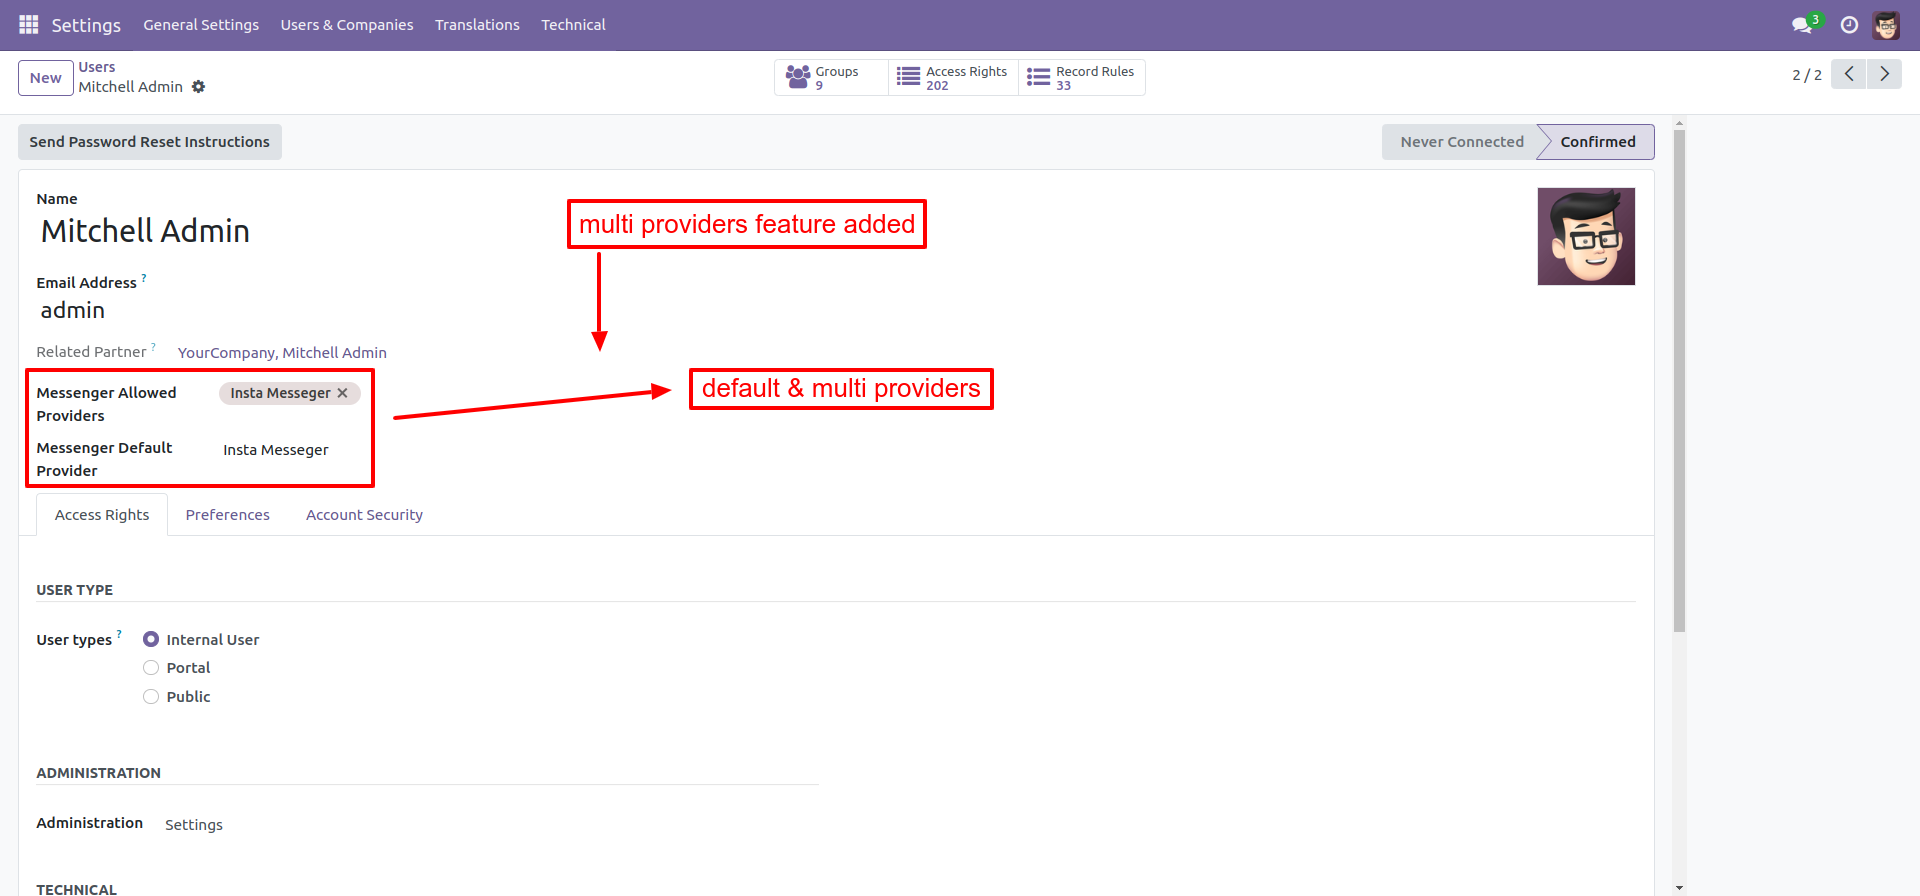 Settings General Settings Users & Companies Translations Technical 3
New Users
Mitchell Admin
Groups
9
Access Rights
202
Record Rules
33
2 / 2
Send Password Reset Instructions
Never Connected Confirmed
Name
Mitchell Admin
multi providers feature added
Email Address ?
admin
Related Partner ? YourCompany, Mitchell Admin
Messenger Allowed
Providers
Insta Messeger ✕
default & multi providers
Messenger Default
Provider
Insta Messeger
Access Rights Preferences Account Security
USER TYPE
User types ? Internal User
Portal
Public
ADMINISTRATION
Administration Settings
TECHNICAL